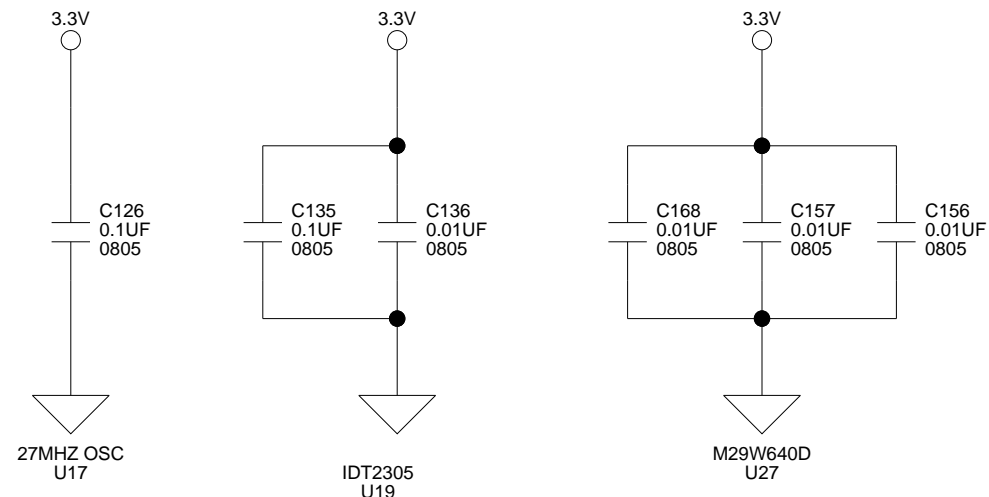 3.3V
3.3V
3.3V
C126
0.1UF
0805
C135
0.1UF
0805
C136
0.01UF
0805
C168
0.01UF
0805
C157
0.01UF
0805
C156
0.01UF
0805
27MHZ OSC
U17
IDT2305
U19
M29W640D
U27